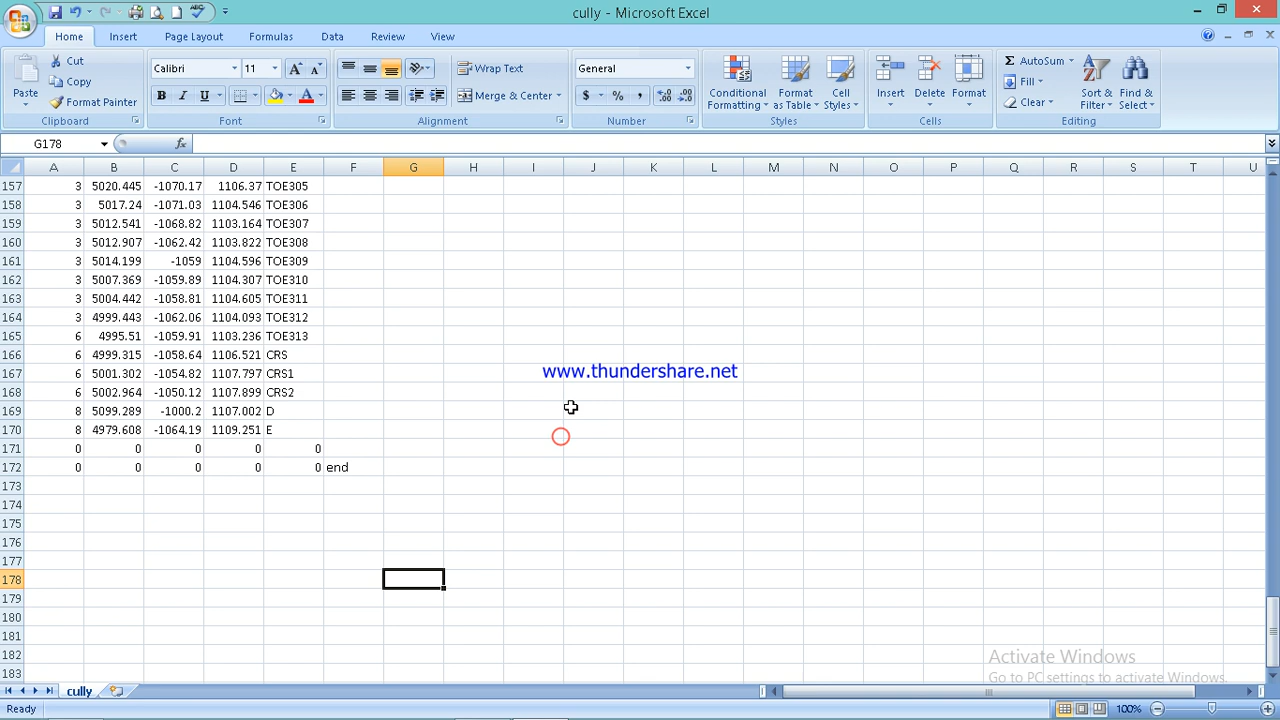 cully - Microsoft Excel
Home Insert Page Layout Formulas Data Review View
Paste Cut Copy Format Painter Clipboard
Calibri 11 A A B I U A Font
Wrap Text Merge & Center Alignment
General $ % , Number
Conditional Formatting Format as Table Cell Styles Styles
Insert Delete Format Cells
Σ AutoSum Fill Clear Sort & Filter Find & Select Editing
G178 fx
A B C D E F G H I J K L M N O P Q R S T U
157 3 5020.445 -1070.17 1106.37 TOE305
158 3 5017.24 -1071.03 1104.546 TOE306
159 3 5012.541 -1068.82 1103.164 TOE307
160 3 5012.907 -1062.42 1103.822 TOE308
161 3 5014.199 -1059 1104.596 TOE309
162 3 5007.369 -1059.89 1104.307 TOE310
163 3 5004.442 -1058.81 1104.605 TOE311
164 3 4999.443 -1062.06 1104.093 TOE312
165 6 4995.51 -1059.91 1103.236 TOE313
166 6 4999.315 -1058.64 1106.521 CRS
167 6 5001.302 -1054.82 1107.797 CRS1
www.thundershare.net
168 6 5002.964 -1050.12 1107.899 CRS2
169 8 5099.289 -1000.2 1107.002 D
170 8 4979.608 -1064.19 1109.251 E
171 0 0 0 0 0
172 0 0 0 0 0 end
173
174
175
176
177
178
179
180
181
182
183
Activate Windows
Go to PC settings to activate Windows.
cully
Ready 100%